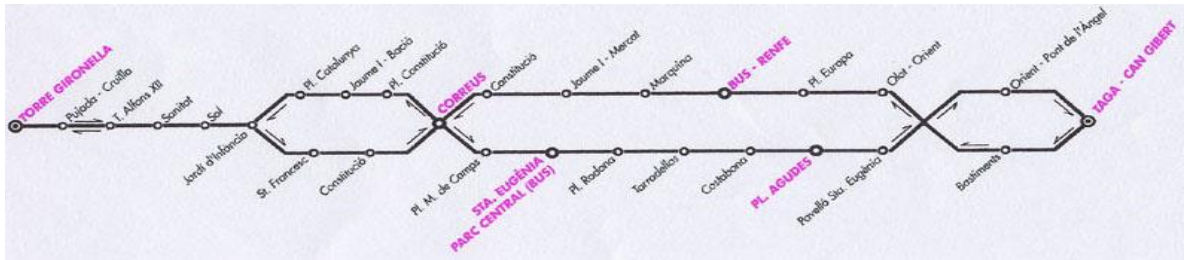 TORRE GIRONELLA
Pujada - Cruïlla
T. Alfons XII
Sanitat
Sol
Jardí d'Infància
Pl. Catalunya
Jaume I - Bació
Pl. Constitució
St. Francesc
Constitució
CORREUS
Constitució
Jaume I - Mercat
Marquina
BUS - RENFE
Pl. Europa
Olot - Orient
Pl. M. de Camps
STA. EUGÈNIA
PARC CENTRAL (BUS)
Pl. Rodona
Tarradellas
Costabona
PL. AGUDES
Pavelló Sta. Eugènia
Orient - Pont de l'Àngel
Bastiments
TAGA - CAN GIBERT